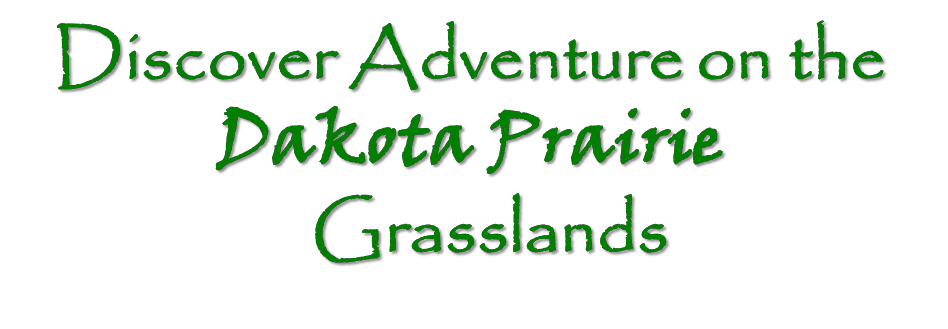 Discover Adventure on the
Dakota Prairie
Grasslands